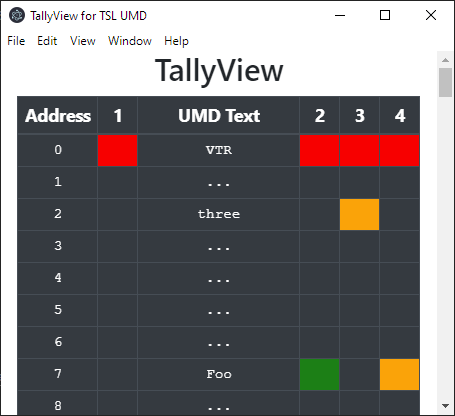 TallyView for TSL UMD
File Edit View Window Help
TallyView
Address 1 UMD Text 2 3 4
0 VTR
1 ...
2 three
3 ...
4 ...
5 ...
6 ...
7 Foo
8 ...